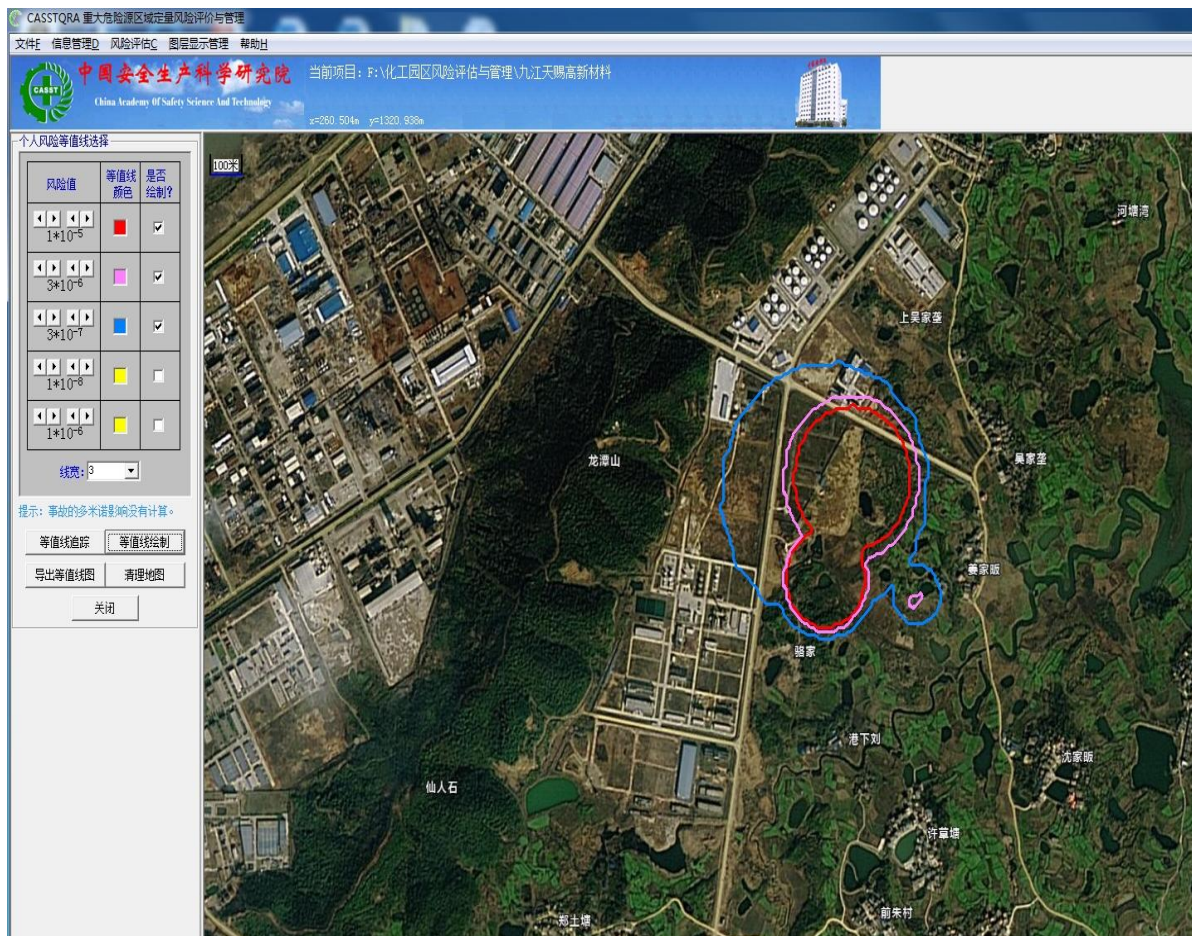 CASSTQRA 重大危险源区域定量风险评价与管理
文件F 信息管理D 风险评估C 图层显示管理 帮助H
CASST
中国安全生产科学研究院
China Academy Of Safety Science And Technology
当前项目：F:\化工园区风险评估与管理\九江天赐高新材料
x=260.504m y=1320.938m
个人风险等值线选择
风险值 等值线颜色 是否绘制?
1*10-5
3*10-6
3*10-7
1*10-8
1*10-6
线宽: 3
提示：事故的多米诺影响没有计算。
等值线追踪 等值线绘制
导出等值线图 清理地图
关闭
100米
河塘湾
上吴家垄
龙潭山
吴家垄
姜家畈
骆家
港下刘
沈家畈
仙人石
许草塘
郑土塘
前朱村